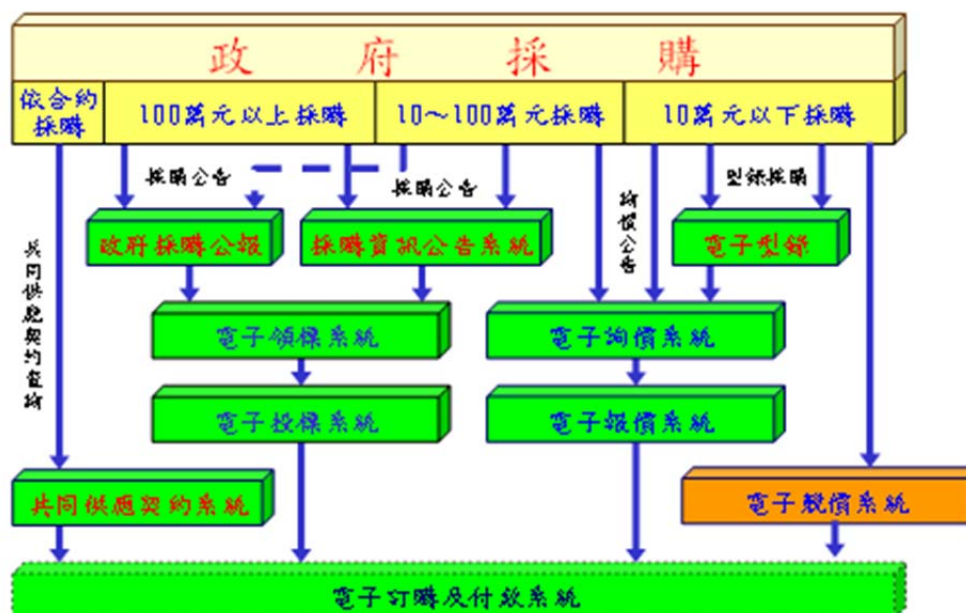 政府採購
依合約
採購
100萬元以上採購
10～100萬元採購
10萬元以下採購
採購公告
採購公告
型錄採購
詢價公告
共同供應契約查詢
政府採購公報
採購資訊公告系統
電子型錄
電子領標系統
電子詢價系統
電子投標系統
電子報價系統
共同供應契約系統
電子競價系統
電子訂購及付款系統